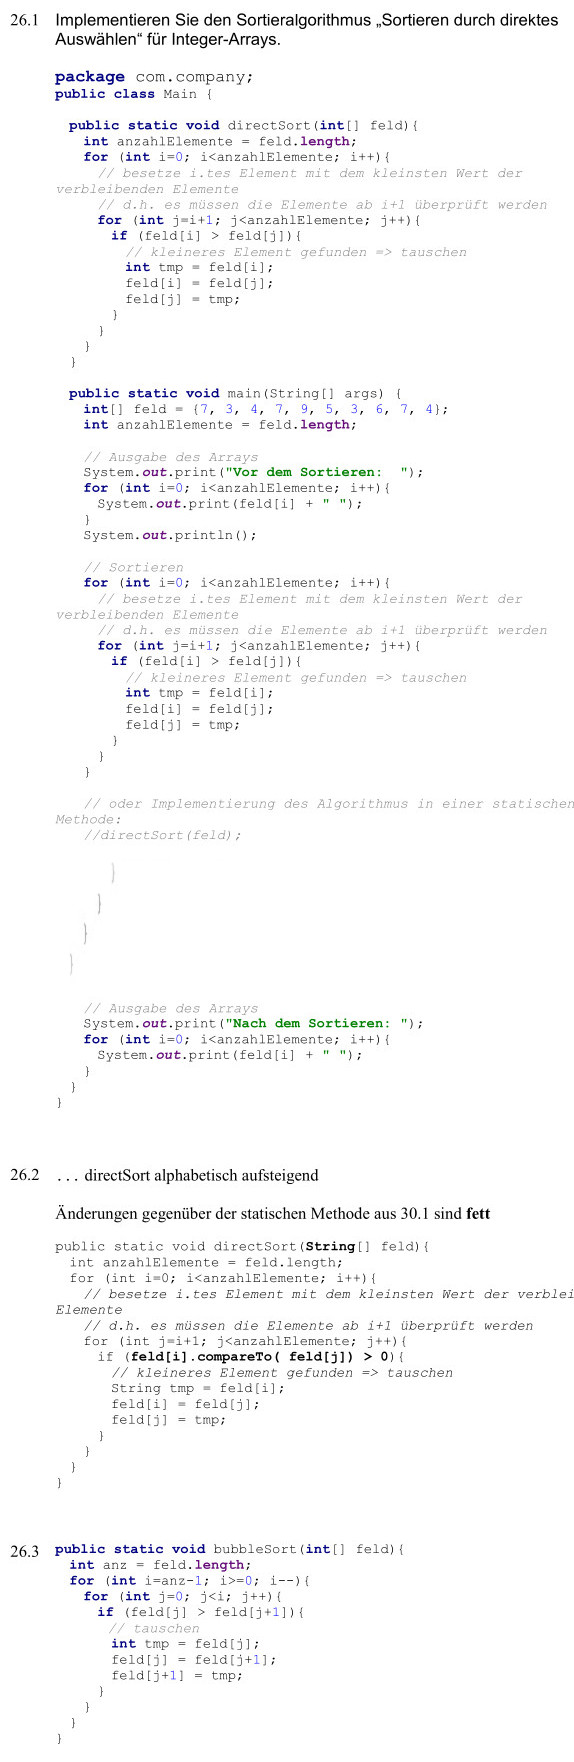 26.1 Implementieren Sie den Sortieralgorithmus „Sortieren durch direktes
Auswählen“ für Integer-Arrays.
package com.company;
public class Main {
public static void directSort(int[] feld){
int anzahlElemente = feld.length;
for (int i=0; i<anzahlElemente; i++){
// besetze i.tes Element mit dem kleinsten Wert der
verbleibenden Elemente
// d.h. es müssen die Elemente ab i+1 überprüft werden
for (int j=i+1; j<anzahlElemente; j++){
if (feld[i] > feld[j]){
// kleineres Element gefunden => tauschen
int tmp = feld[i];
feld[i] = feld[j];
feld[j] = tmp;
}
}
}
}
public static void main(String[] args) {
int[] feld = {7, 3, 4, 7, 9, 5, 3, 6, 7, 4};
int anzahlElemente = feld.length;
// Ausgabe des Arrays
System.out.print("Vor dem Sortieren:  ");
for (int i=0; i<anzahlElemente; i++){
System.out.print(feld[i] + " ");
}
System.out.println();
// Sortieren
for (int i=0; i<anzahlElemente; i++){
// besetze i.tes Element mit dem kleinsten Wert der
verbleibenden Elemente
// d.h. es müssen die Elemente ab i+1 überprüft werden
for (int j=i+1; j<anzahlElemente; j++){
if (feld[i] > feld[j]){
// kleineres Element gefunden => tauschen
int tmp = feld[i];
feld[i] = feld[j];
feld[j] = tmp;
}
}
}
// oder Implementierung des Algorithmus in einer statischen
Methode:
//directSort(feld);
}
}
}
}
// Ausgabe des Arrays
System.out.print("Nach dem Sortieren: ");
for (int i=0; i<anzahlElemente; i++){
System.out.print(feld[i] + " ");
}
}
}
26.2 ... directSort alphabetisch aufsteigend
Änderungen gegenüber der statischen Methode aus 30.1 sind fett
public static void directSort(String[] feld){
int anzahlElemente = feld.length;
for (int i=0; i<anzahlElemente; i++){
// besetze i.tes Element mit dem kleinsten Wert der verblei
Elemente
// d.h. es müssen die Elemente ab i+1 überprüft werden
for (int j=i+1; j<anzahlElemente; j++){
if (feld[i].compareTo( feld[j]) > 0){
// kleineres Element gefunden => tauschen
String tmp = feld[i];
feld[i] = feld[j];
feld[j] = tmp;
}
}
}
}
26.3 public static void bubbleSort(int[] feld){
int anz = feld.length;
for (int i=anz-1; i>=0; i--){
for (int j=0; j<i; j++){
if (feld[j] > feld[j+1]){
// tauschen
int tmp = feld[j];
feld[j] = feld[j+1];
feld[j+1] = tmp;
}
}
}
}